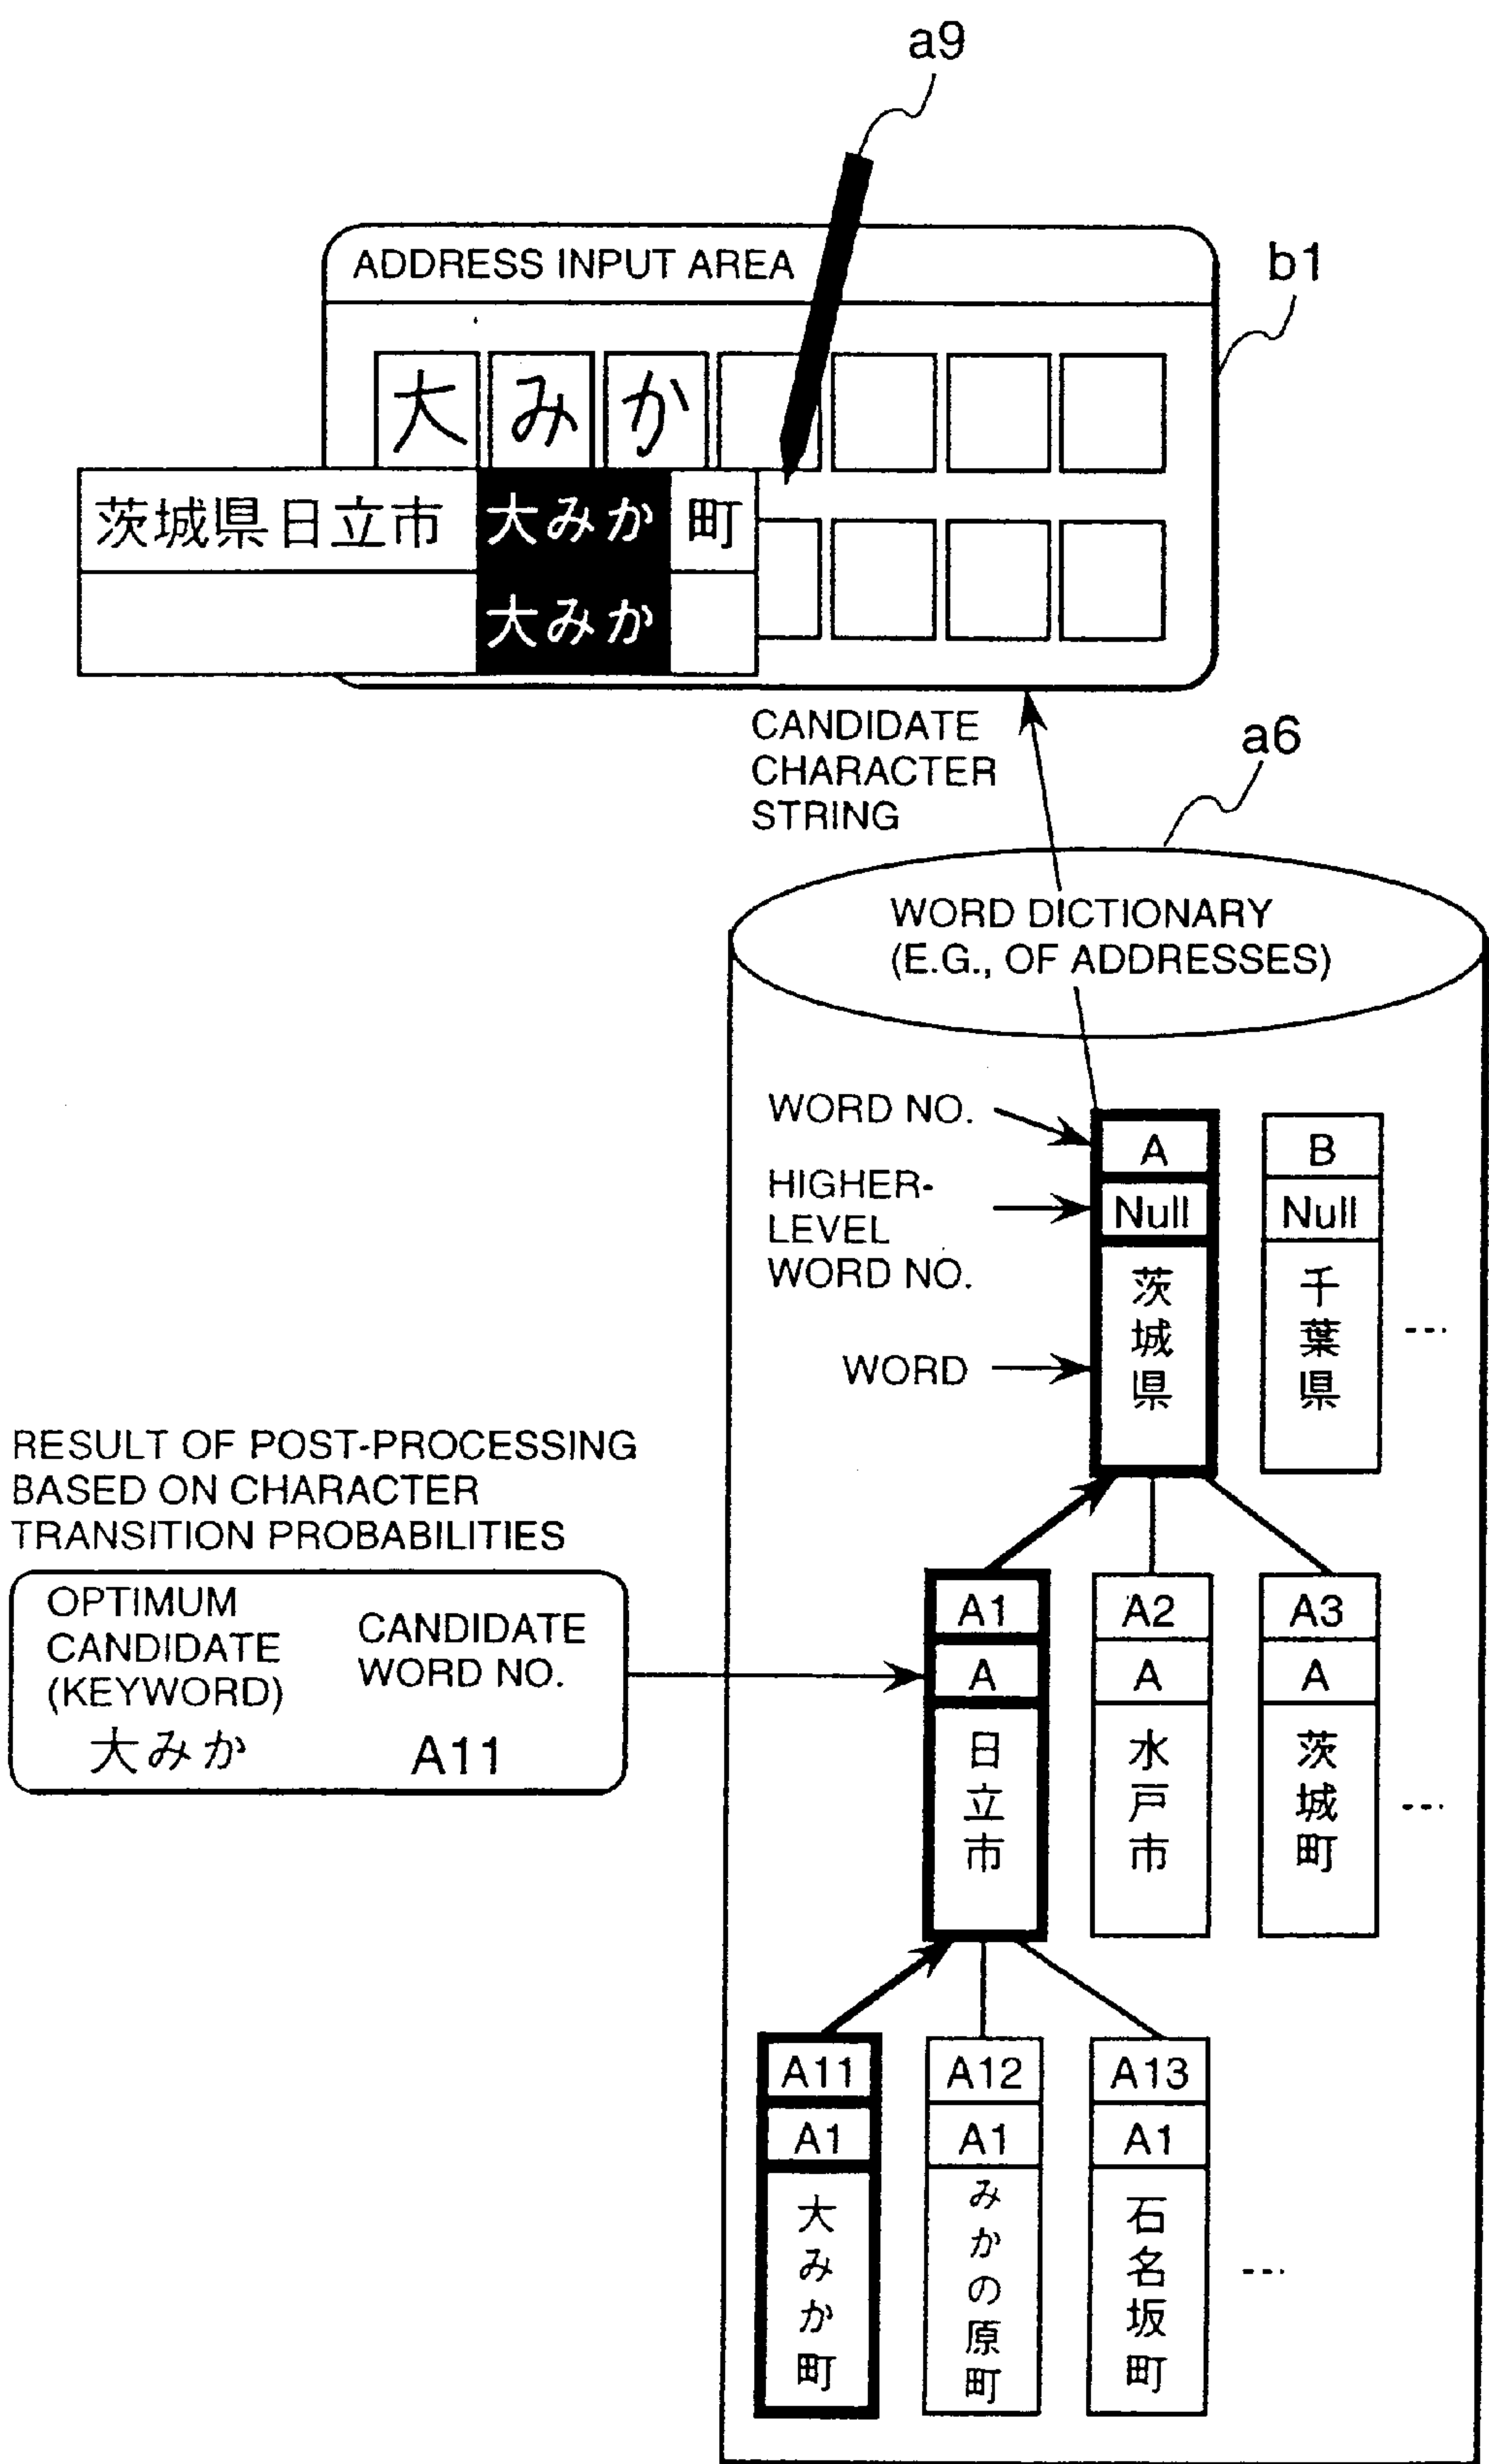 a9
ADDRESS INPUT AREA
b1
大みか
茨城県日立市 大みか 町
大みか
CANDIDATE
CHARACTER
STRING
a6
WORD DICTIONARY
(E.G., OF ADDRESSES)
WORD NO.
HIGHER-
LEVEL
WORD NO.
WORD
A
Null
茨城県
B
Null
千葉県
---
RESULT OF POST-PROCESSING
BASED ON CHARACTER
TRANSITION PROBABILITIES
OPTIMUM
CANDIDATE
(KEYWORD)
大みか
CANDIDATE
WORD NO.
A11
A1
A
日立市
A2
A
水戸市
A3
A
茨城町
---
A11
A1
大みか町
A12
A1
みかの原町
A13
A1
石名坂町
---